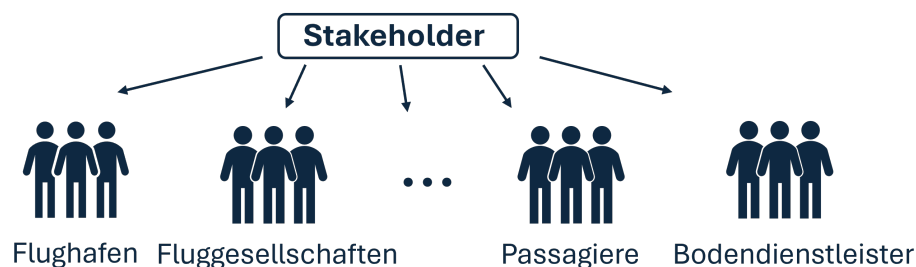 Stakeholder
...
Flughafen Fluggesellschaften Passagiere Bodendienstleister